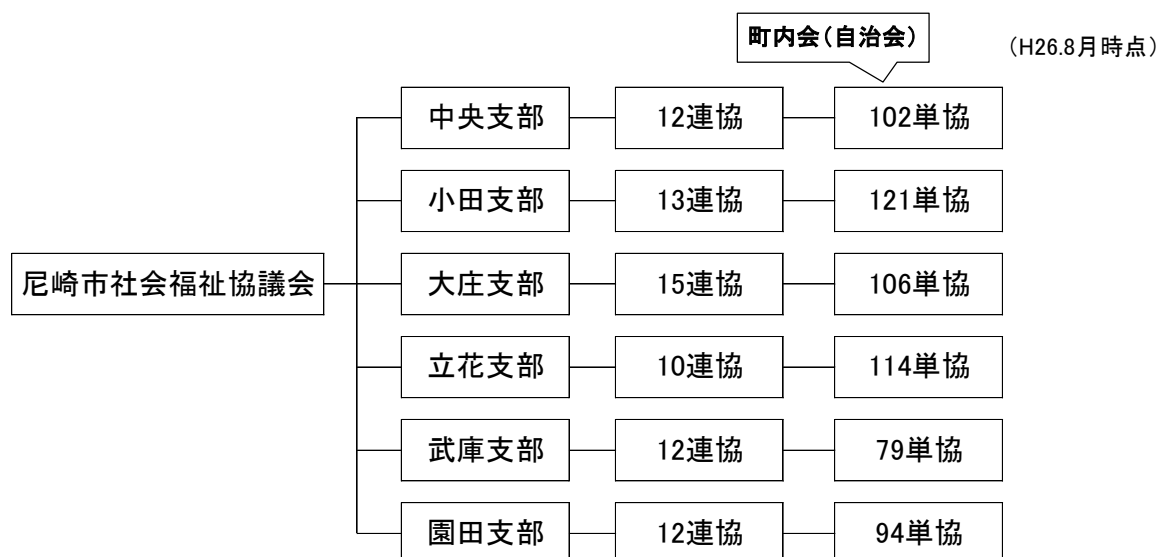 町内会（自治会）
（H26.8月時点）
中央支部 12連協 102単協
小田支部 13連協 121単協
尼崎市社会福祉協議会 大庄支部 15連協 106単協
立花支部 10連協 114単協
武庫支部 12連協 79単協
園田支部 12連協 94単協